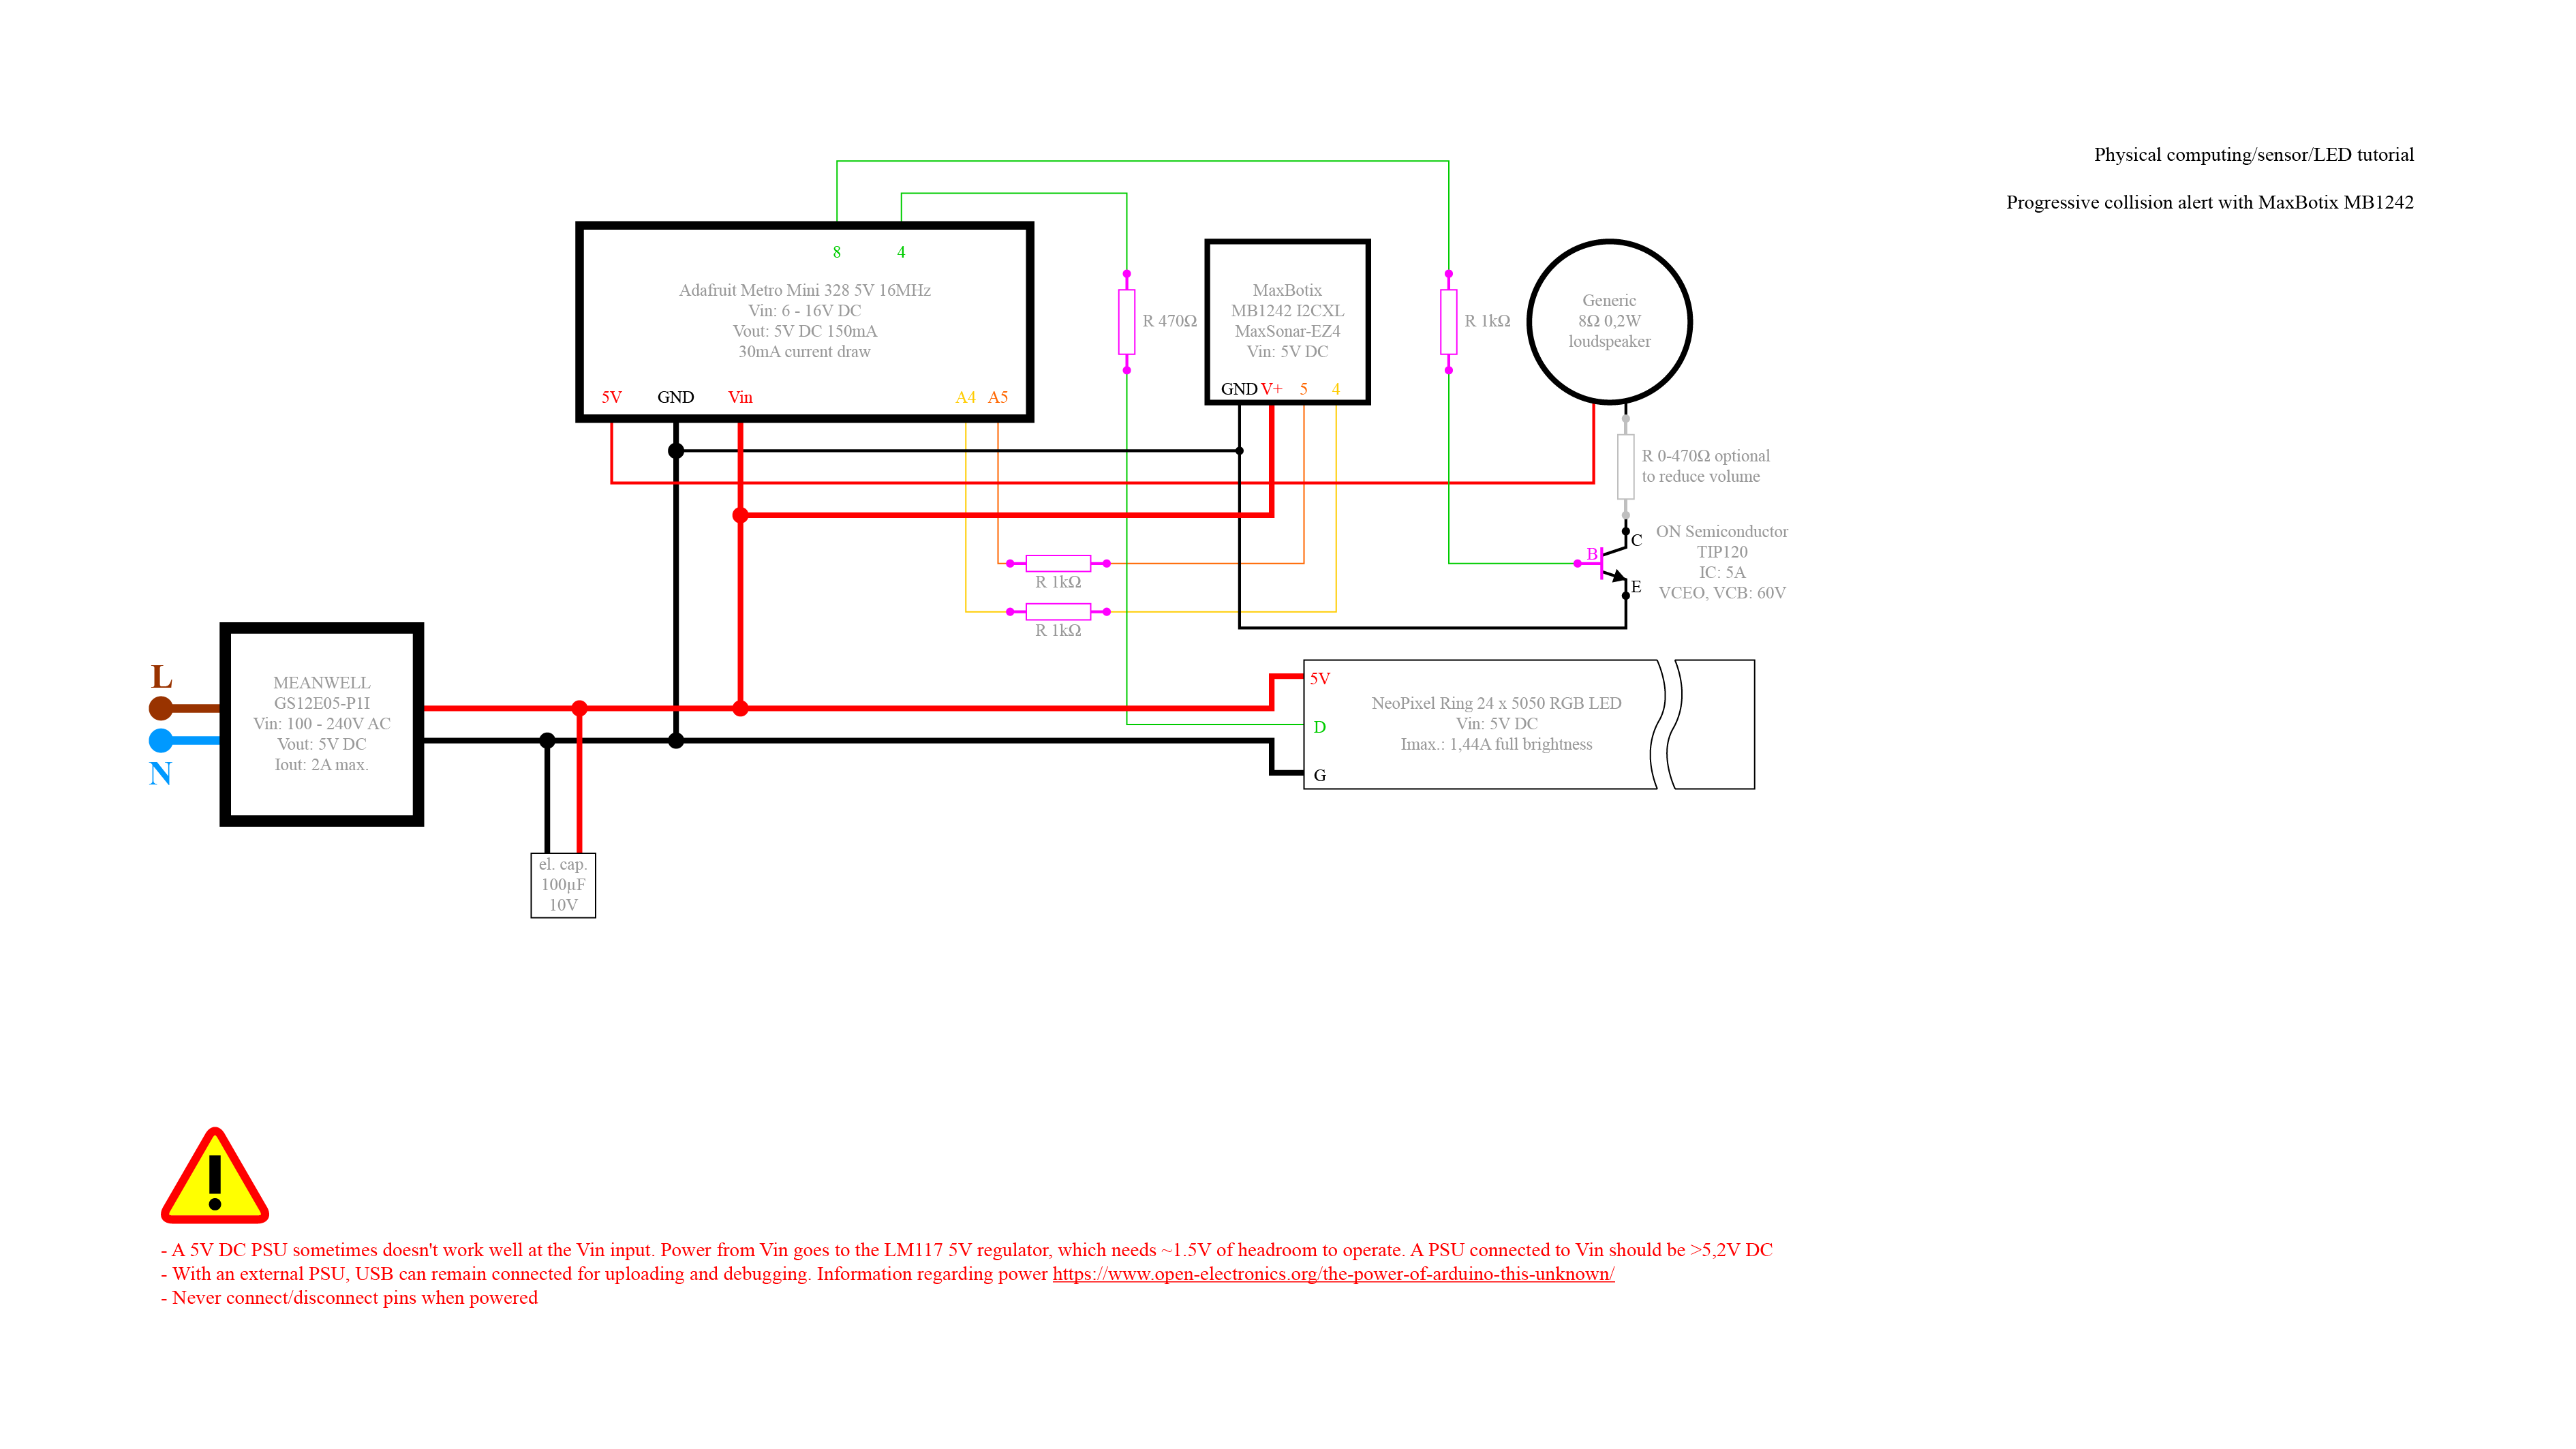 Physical computing/sensor/LED tutorial
Progressive collision alert with MaxBotix MB1242
8
4
Adafruit Metro Mini 328 5V 16MHz
Vin: 6 - 16V DC
Vout: 5V DC 150mA
30mA current draw
5V
GND
Vin
A4
A5
R 470Ω
MaxBotix
MB1242 I2CXL
MaxSonar-EZ4
Vin: 5V DC
GND
V+
5
4
R 1kΩ
Generic
8Ω 0,2W
loudspeaker
R 0-470Ω optional
to reduce volume
ON Semiconductor
TIP120
IC: 5A
VCEO, VCB: 60V
B
C
E
R 1kΩ
R 1kΩ
L
N
MEANWELL
GS12E05-P1I
Vin: 100 - 240V AC
Vout: 5V DC
Iout: 2A max.
5V
D
G
NeoPixel Ring 24 x 5050 RGB LED
Vin: 5V DC
Imax.: 1,44A full brightness
el. cap.
100µF
10V
- A 5V DC PSU sometimes doesn't work well at the Vin input. Power from Vin goes to the LM117 5V regulator, which needs ~1.5V of headroom to operate. A PSU connected to Vin should be >5,2V DC
- With an external PSU, USB can remain connected for uploading and debugging. Information regarding power https://www.open-electronics.org/the-power-of-arduino-this-unknown/
- Never connect/disconnect pins when powered